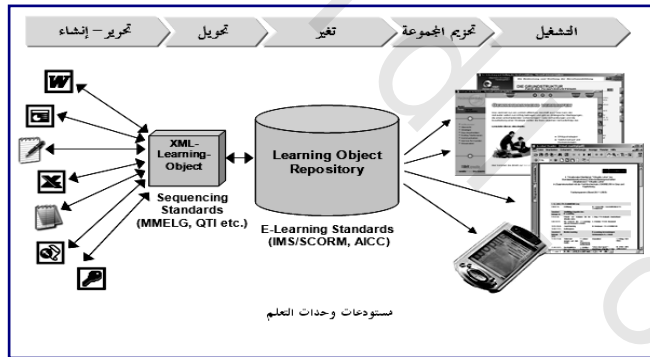 تحرير – إنشاء
تحويل
تغير
تحزيم المجموعة
التشغيل
XML-
Learning-
Object
Sequencing
Standards
(MMELG, QTI etc.)
Learning Object
Repository
E-Learning Standards
(IMS/SCORM, AICC)
مستودعات وحدات التعلم